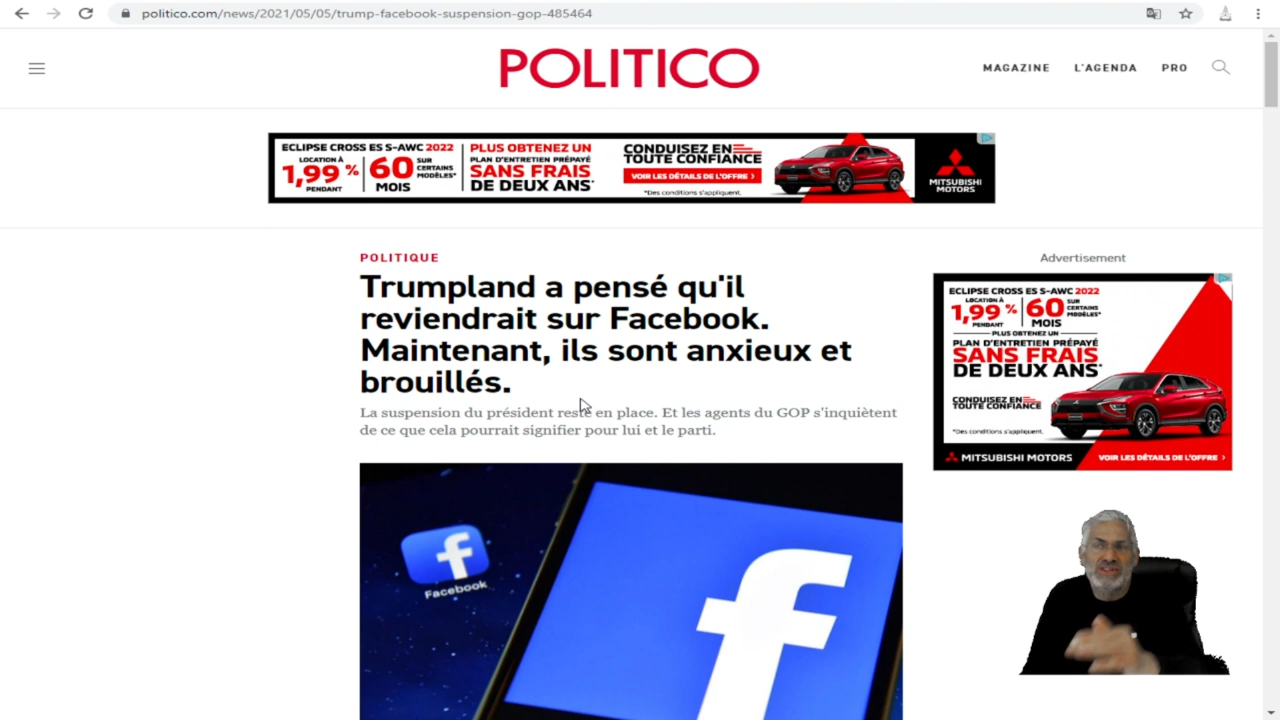 politico.com/news/2021/05/05/trump-facebook-suspension-gop-485464
POLITICO
MAGAZINE L'AGENDA PRO
ECLIPSE CROSS ES S-AWC 2022
LOCATION À
1,99 %
PENDANT
60
MOIS
SUR
CERTAINS
MODÈLES*
PLUS OBTENEZ UN
PLAN D'ENTRETIEN PRÉPAYÉ
SANS FRAIS
DE DEUX ANS*
CONDUISEZ EN
TOUTE CONFIANCE
VOIR LES DÉTAILS DE L'OFFRE ›
*Des conditions s'appliquent.
MITSUBISHI
MOTORS
POLITIQUE
Trumpland a pensé qu'il
reviendrait sur Facebook.
Maintenant, ils sont anxieux et
brouillés.
La suspension du président reste en place. Et les agents du GOP s'inquiètent
de ce que cela pourrait signifier pour lui et le parti.
Facebook
Advertisement
ECLIPSE CROSS ES S-AWC 2022
LOCATION À
1,99 %
PENDANT
60
MOIS
SUR
CERTAINS
MODÈLES*
PLUS OBTENEZ UN
PLAN D'ENTRETIEN PRÉPAYÉ
SANS FRAIS
DE DEUX ANS*
CONDUISEZ EN
TOUTE CONFIANCE
*Des conditions s'appliquent.
MITSUBISHI MOTORS
VOIR LES DÉTAILS DE L'OFFRE ›